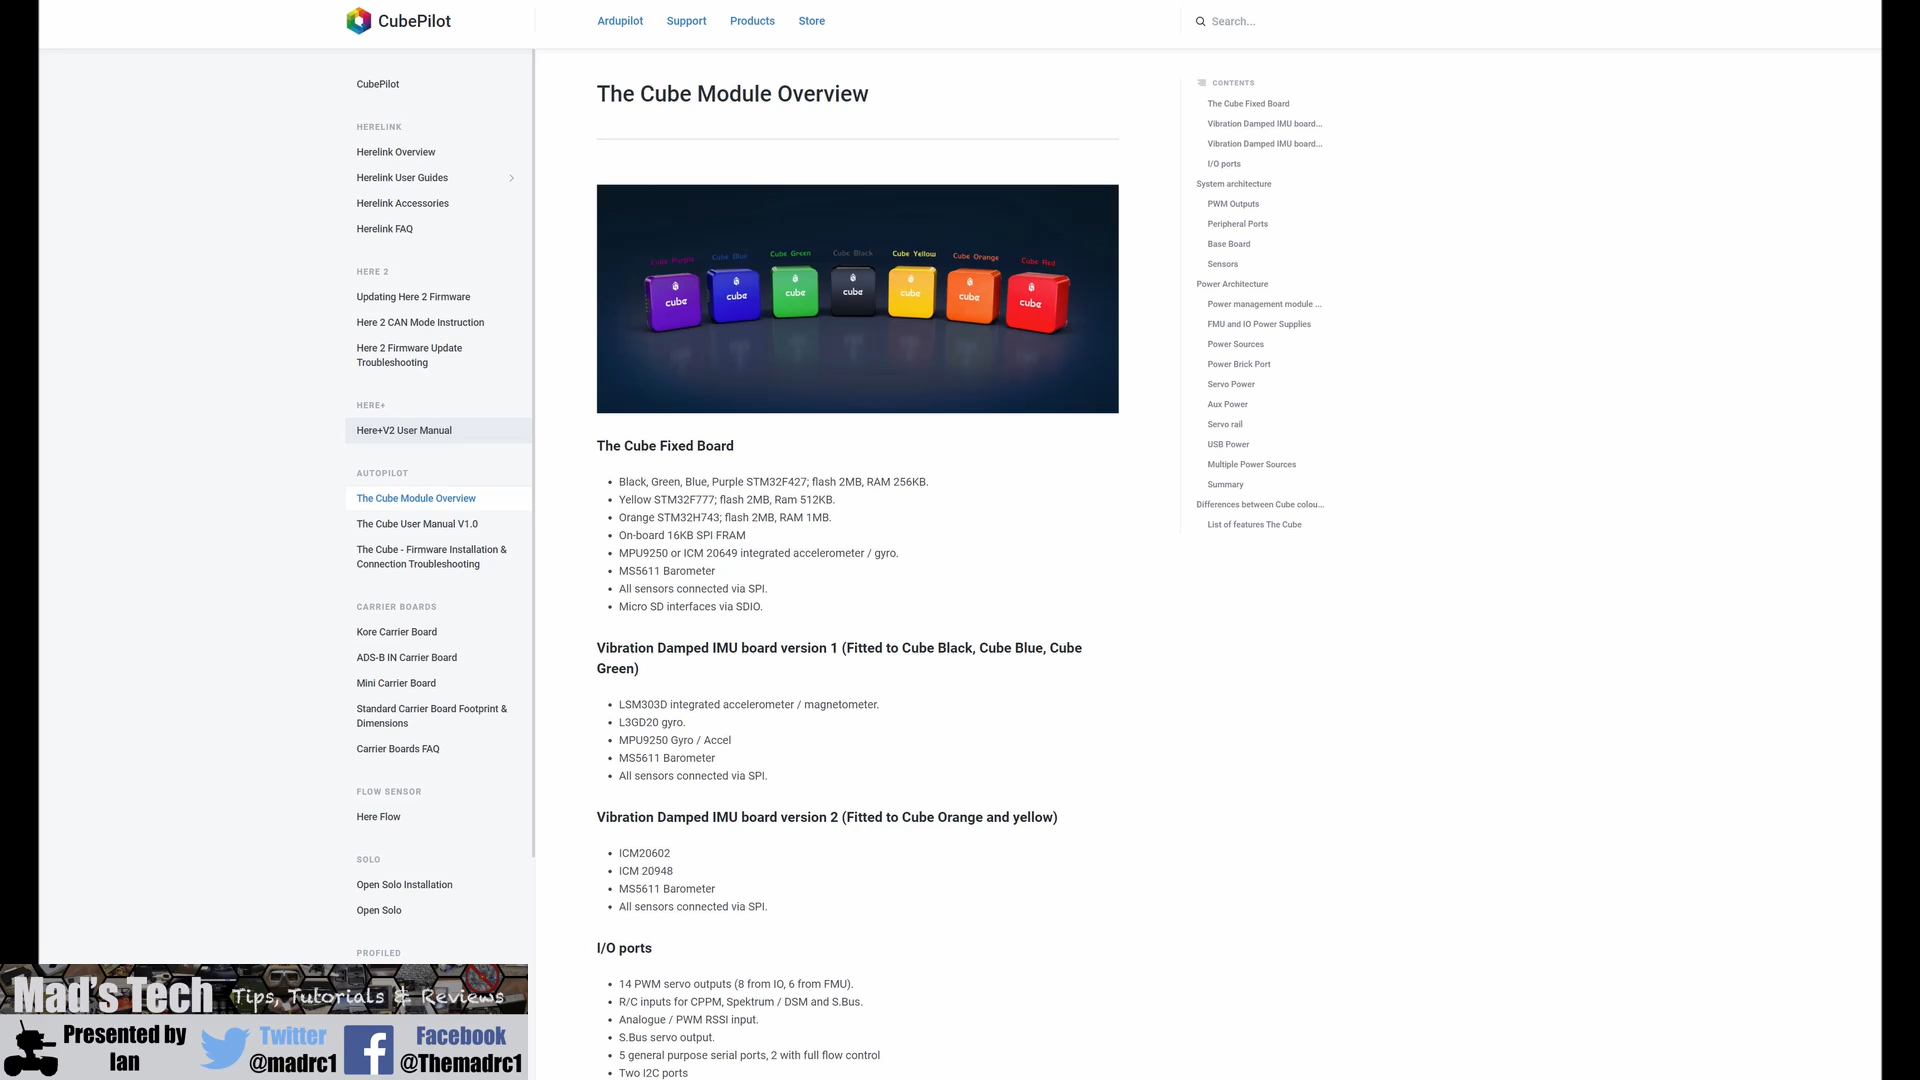 CubePilot
Ardupilot
Support
Products
Store
Search...
CubePilot
HERELINK
Herelink Overview
Herelink User Guides
Herelink Accessories
Herelink FAQ
HERE 2
Updating Here 2 Firmware
Here 2 CAN Mode Instruction
Here 2 Firmware Update
Troubleshooting
HERE+
Here+V2 User Manual
AUTOPILOT
The Cube Module Overview
The Cube User Manual V1.0
The Cube - Firmware Installation &
Connection Troubleshooting
CARRIER BOARDS
Kore Carrier Board
ADS-B IN Carrier Board
Mini Carrier Board
Standard Carrier Board Footprint &
Dimensions
Carrier Boards FAQ
FLOW SENSOR
Here Flow
SOLO
Open Solo Installation
Open Solo
PROFILED
The Cube Module Overview
Cube Purple
Cube Blue
Cube Green
Cube Black
Cube Yellow
Cube Orange
Cube Red
cube
cube
cube
cube
cube
cube
cube
The Cube Fixed Board
• Black, Green, Blue, Purple STM32F427; flash 2MB, RAM 256KB.
• Yellow STM32F777; flash 2MB, Ram 512KB.
• Orange STM32H743; flash 2MB, RAM 1MB.
• On-board 16KB SPI FRAM
• MPU9250 or ICM 20649 integrated accelerometer / gyro.
• MS5611 Barometer
• All sensors connected via SPI.
• Micro SD interfaces via SDIO.
Vibration Damped IMU board version 1 (Fitted to Cube Black, Cube Blue, Cube
Green)
• LSM303D integrated accelerometer / magnetometer.
• L3GD20 gyro.
• MPU9250 Gyro / Accel
• MS5611 Barometer
• All sensors connected via SPI.
Vibration Damped IMU board version 2 (Fitted to Cube Orange and yellow)
• ICM20602
• ICM 20948
• MS5611 Barometer
• All sensors connected via SPI.
I/O ports
• 14 PWM servo outputs (8 from IO, 6 from FMU).
• R/C inputs for CPPM, Spektrum / DSM and S.Bus.
• Analogue / PWM RSSI input.
• S.Bus servo output.
• 5 general purpose serial ports, 2 with full flow control
• Two I2C ports
CONTENTS
The Cube Fixed Board
Vibration Damped IMU board...
Vibration Damped IMU board...
I/O ports
System architecture
PWM Outputs
Peripheral Ports
Base Board
Sensors
Power Architecture
Power management module ...
FMU and IO Power Supplies
Power Sources
Power Brick Port
Servo Power
Aux Power
Servo rail
USB Power
Multiple Power Sources
Summary
Differences between Cube colou...
List of features The Cube
Mad's Tech
Tips, Tutorials & Reviews
Presented by
Ian
Twitter
@madrc1
Facebook
@Themadrc1